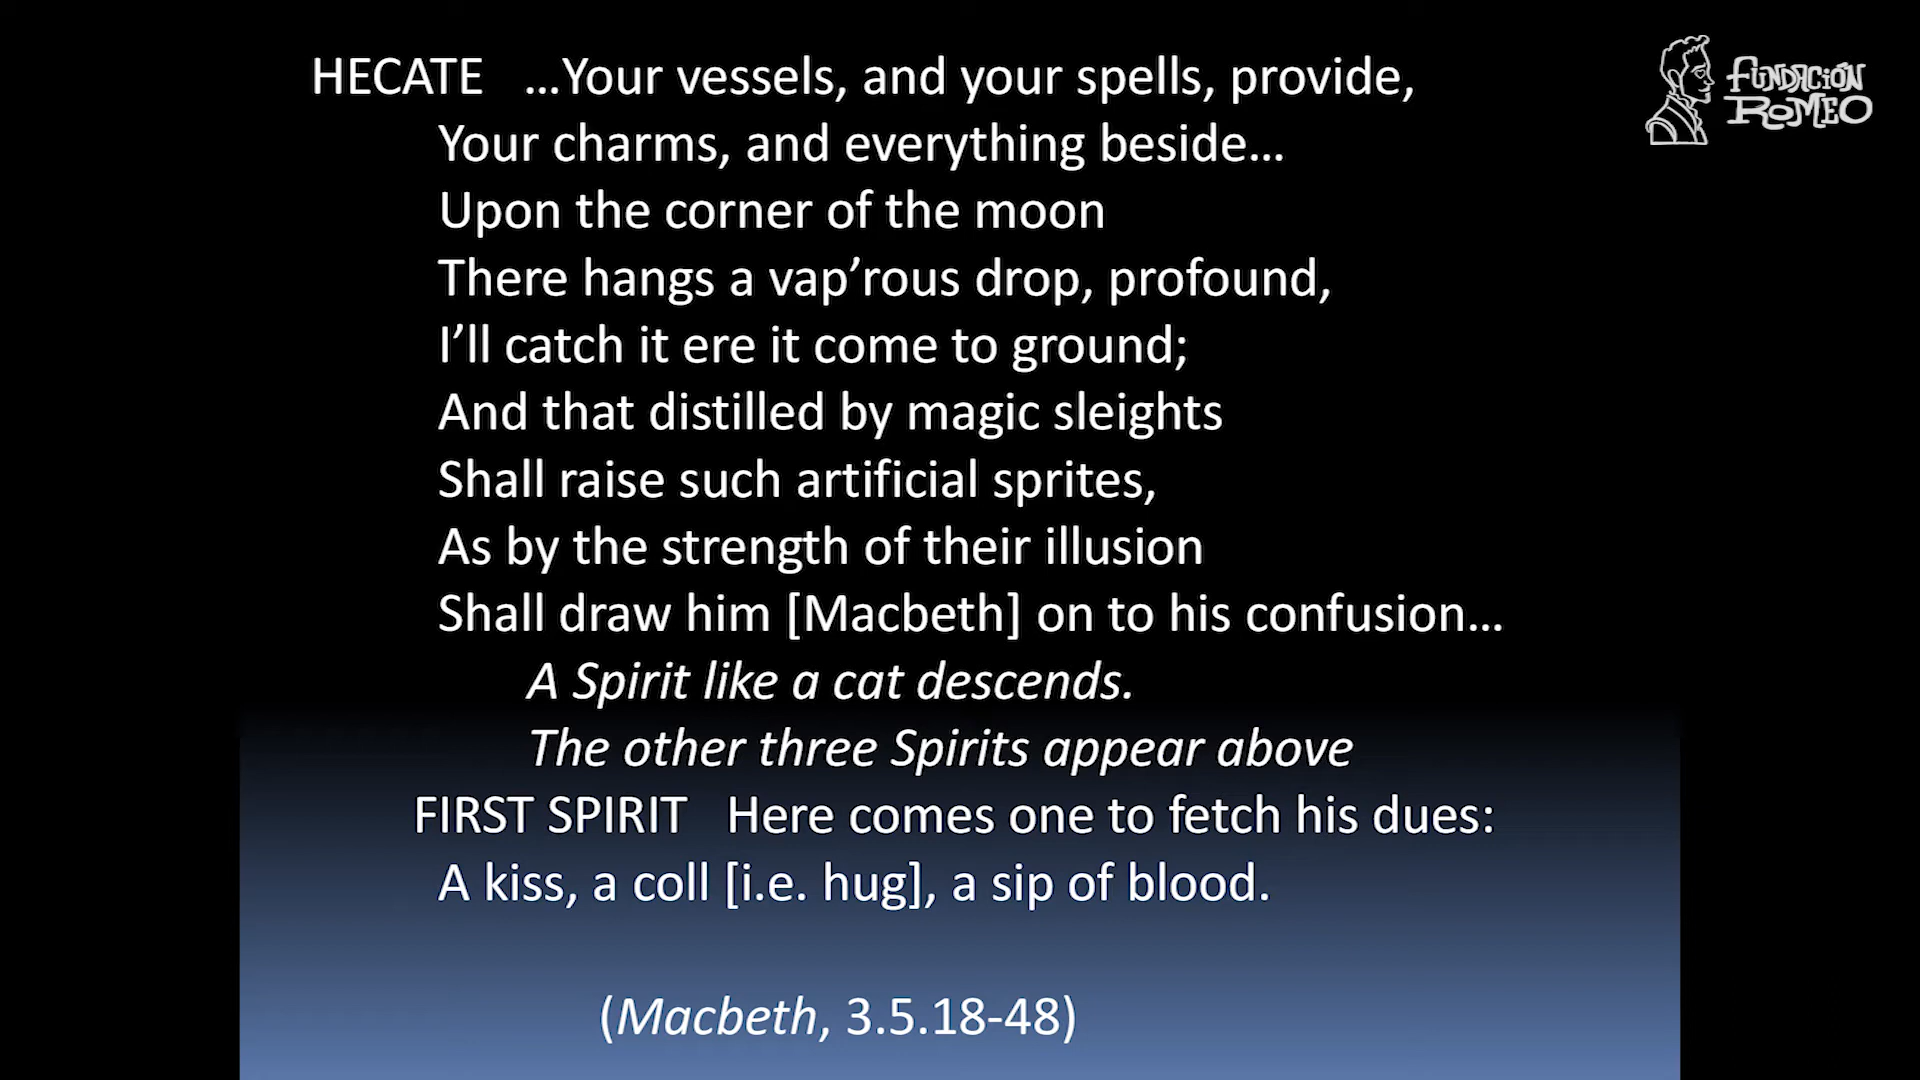 HECATE …Your vessels, and your spells, provide,
Your charms, and everything beside…
Upon the corner of the moon
There hangs a vap’rous drop, profound,
I’ll catch it ere it come to ground;
And that distilled by magic sleights
Shall raise such artificial sprites,
As by the strength of their illusion
Shall draw him [Macbeth] on to his confusion…
A Spirit like a cat descends.
The other three Spirits appear above
FIRST SPIRIT Here comes one to fetch his dues:
A kiss, a coll [i.e. hug], a sip of blood.
(Macbeth, 3.5.18-48)
FUNDACIÓN
ROMEO